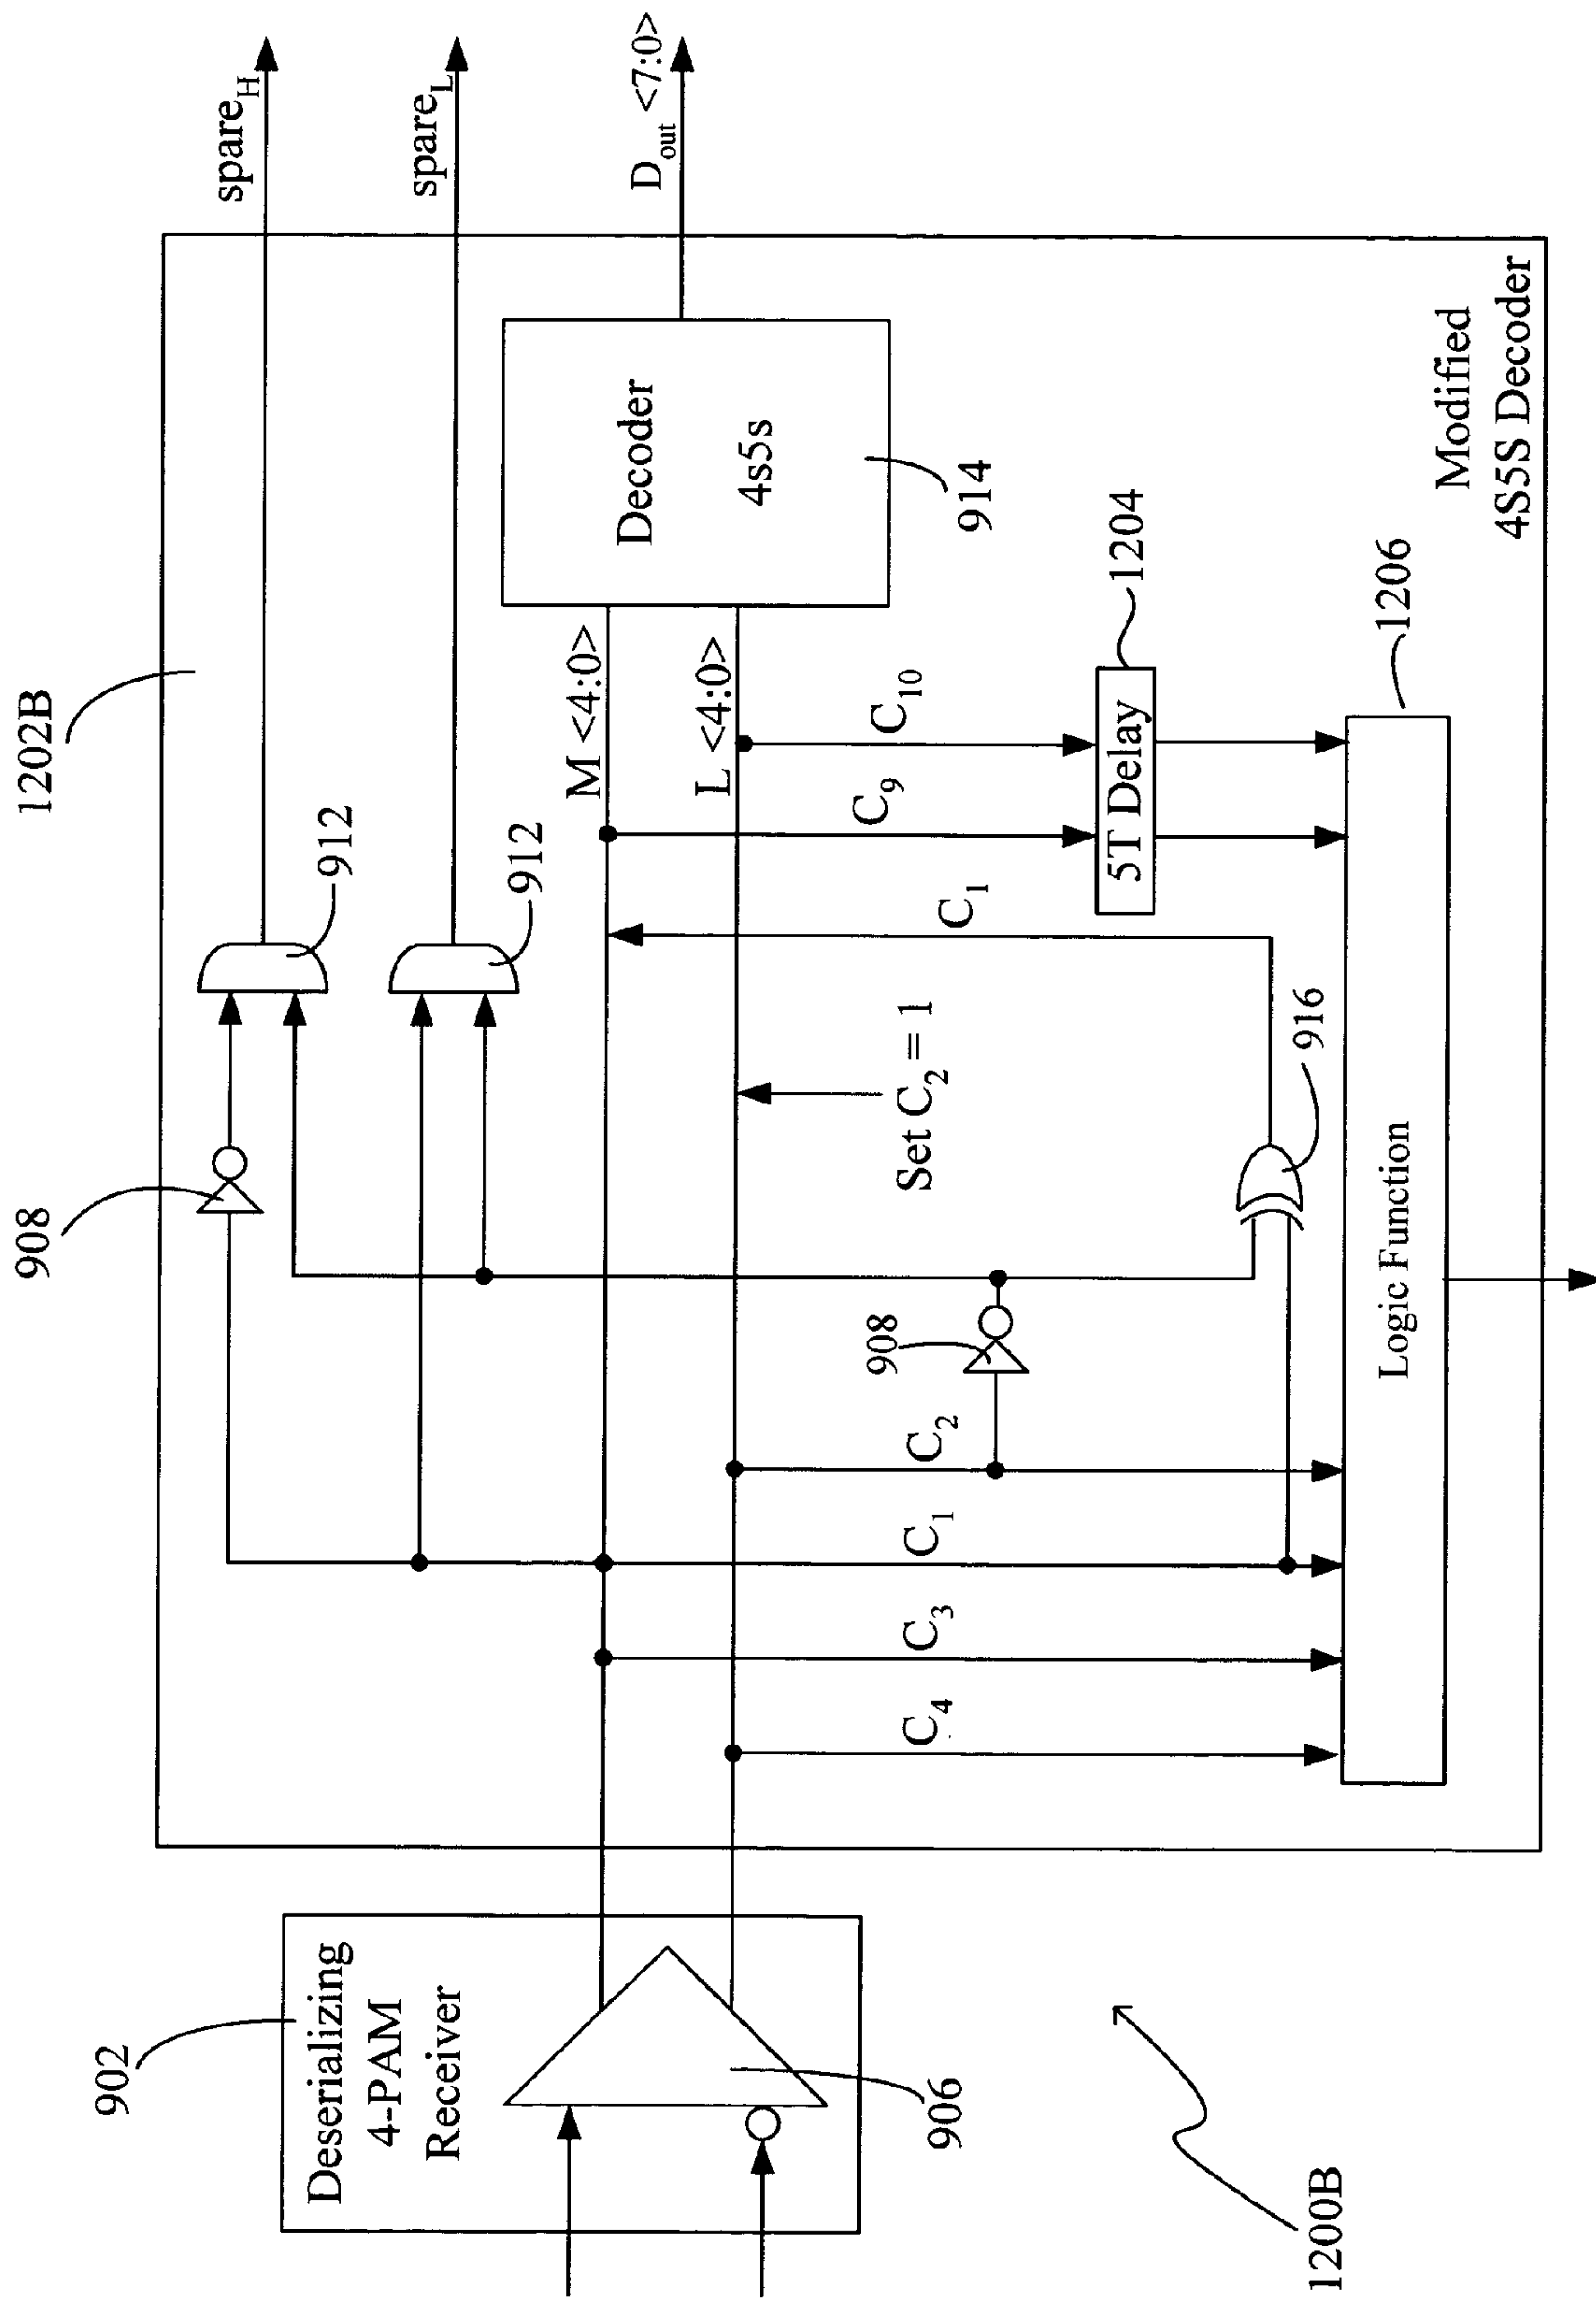 1200B
902
Deserializing
4-PAM
Receiver
906
1202B
908
912
spare_H
912
spare_L
M <4:0>
L <4:0>
Decoder
4s5s
914
D_out <7:0>
Set C_2 = 1
C_4
C_3
C_1
C_2
908
C_1
C_9
C_10
916
5T Delay
1204
Logic Function
1206
Modified
4S5S Decoder